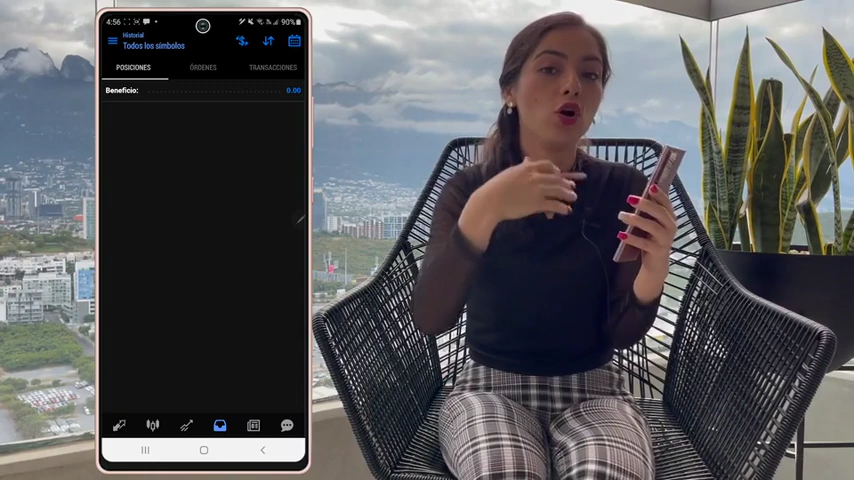 4:56 90%
Historial
Todos los símbolos
POSICIONES ÓRDENES TRANSACCIONES
Beneficio: 0.00